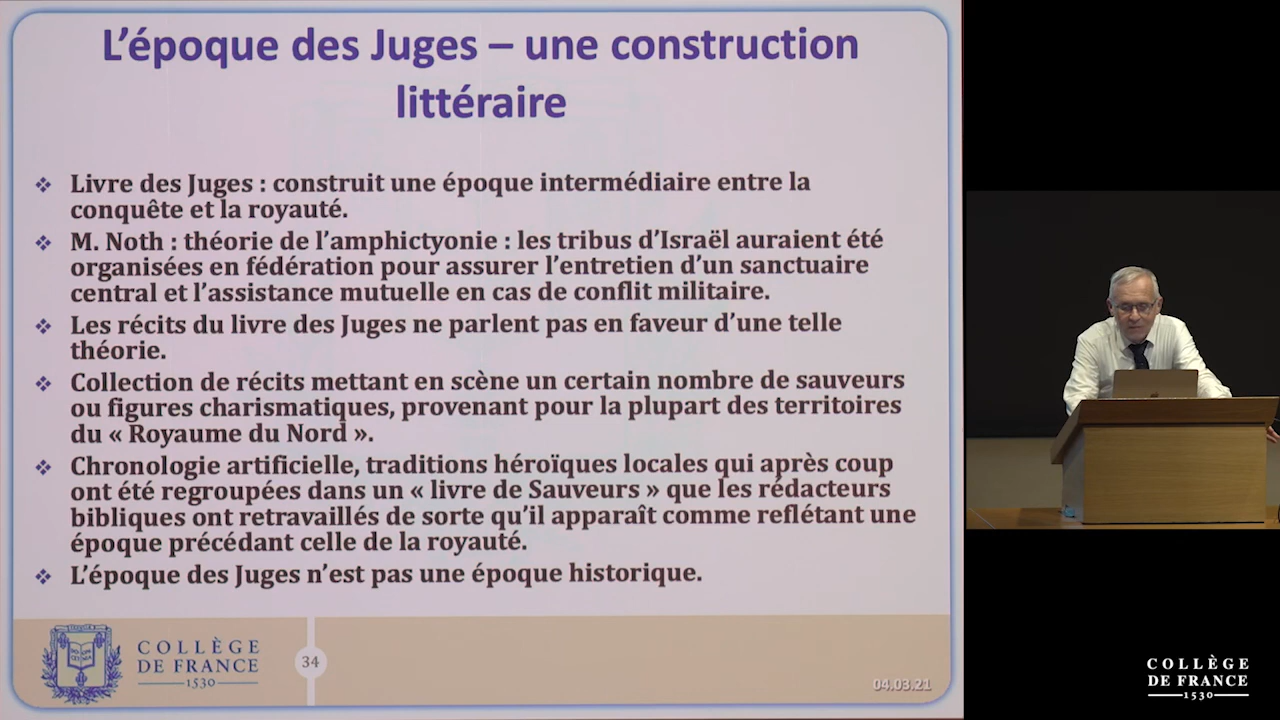 L'époque des Juges – une construction
littéraire
❖ Livre des Juges : construit une époque intermédiaire entre la
conquête et la royauté.
❖ M. Noth : théorie de l'amphictyonie : les tribus d'Israël auraient été
organisées en fédération pour assurer l'entretien d'un sanctuaire
central et l'assistance mutuelle en cas de conflit militaire.
❖ Les récits du livre des Juges ne parlent pas en faveur d'une telle
théorie.
❖ Collection de récits mettant en scène un certain nombre de sauveurs
ou figures charismatiques, provenant pour la plupart des territoires
du « Royaume du Nord ».
❖ Chronologie artificielle, traditions héroïques locales qui après coup
ont été regroupées dans un « livre de Sauveurs » que les rédacteurs
bibliques ont retravaillés de sorte qu'il apparaît comme reflétant une
époque précédant celle de la royauté.
❖ L'époque des Juges n'est pas une époque historique.
COLLÈGE
DE FRANCE
1530
34
04.03.21
COLLÈGE
DE FRANCE
1530